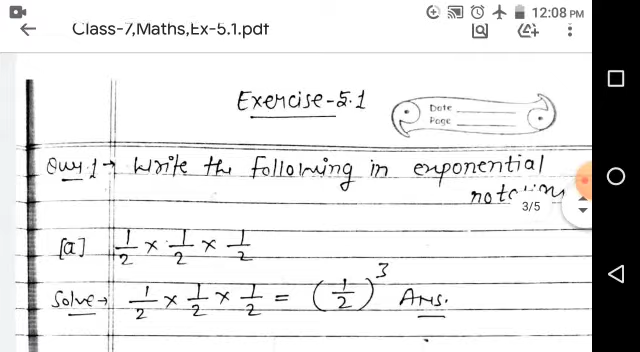 12:08 PM
Class-7,Maths,Ex-5.1.pdf
Exercise-5.1
Date
Page
Ques.1→ Write the following in exponential
notation
3/5
[a] 1/2 × 1/2 × 1/2
Solve→ 1/2 × 1/2 × 1/2 = (1/2)³ Ans.